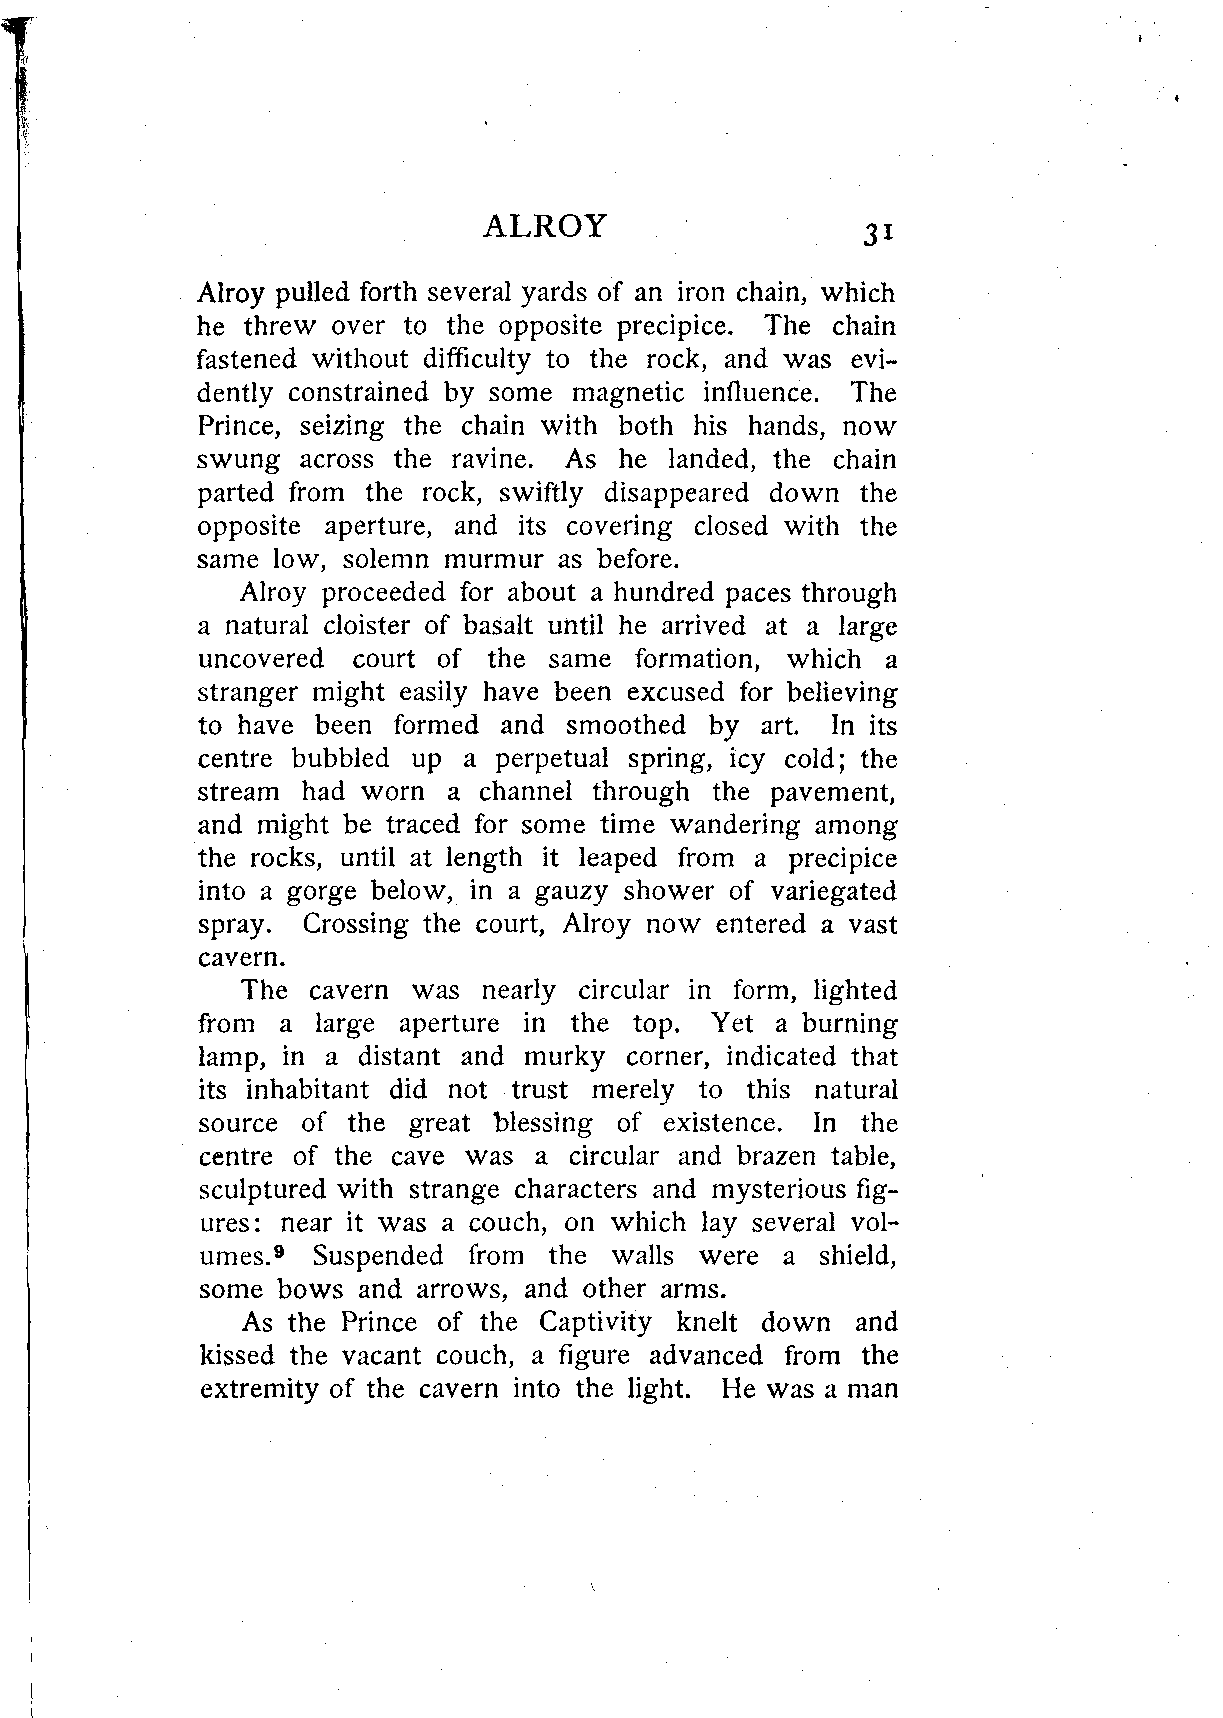 ALROY 31
Alroy pulled forth several yards of an iron chain, which
he threw over to the opposite precipice. The chain
fastened without difficulty to the rock, and was evi-
dently constrained by some magnetic influence. The
Prince, seizing the chain with both his hands, now
swung across the ravine. As he landed, the chain
parted from the rock, swiftly disappeared down the
opposite aperture, and its covering closed with the
same low, solemn murmur as before.
Alroy proceeded for about a hundred paces through
a natural cloister of basalt until he arrived at a large
uncovered court of the same formation, which a
stranger might easily have been excused for believing
to have been formed and smoothed by art. In its
centre bubbled up a perpetual spring, icy cold; the
stream had worn a channel through the pavement,
and might be traced for some time wandering among
the rocks, until at length it leaped from a precipice
into a gorge below, in a gauzy shower of variegated
spray. Crossing the court, Alroy now entered a vast
cavern.
The cavern was nearly circular in form, lighted
from a large aperture in the top. Yet a burning
lamp, in a distant and murky corner, indicated that
its inhabitant did not trust merely to this natural
source of the great blessing of existence. In the
centre of the cave was a circular and brazen table,
sculptured with strange characters and mysterious fig-
ures: near it was a couch, on which lay several vol-
umes.⁹ Suspended from the walls were a shield,
some bows and arrows, and other arms.
As the Prince of the Captivity knelt down and
kissed the vacant couch, a figure advanced from the
extremity of the cavern into the light. He was a man